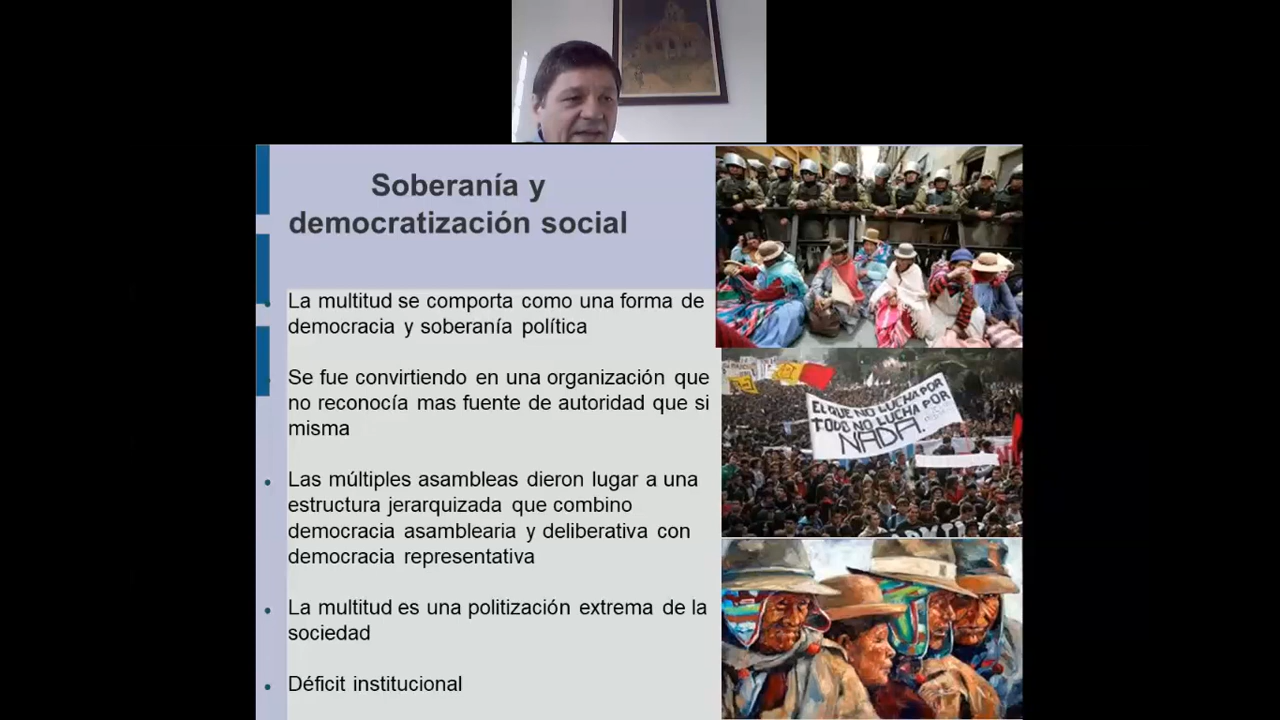 Soberanía y
democratización social
La multitud se comporta como una forma de
democracia y soberanía política
Se fue convirtiendo en una organización que
no reconocía mas fuente de autoridad que si
misma
Las múltiples asambleas dieron lugar a una
estructura jerarquizada que combino
democracia asamblearia y deliberativa con
democracia representativa
La multitud es una politización extrema de la
sociedad
Déficit institucional
EL QUE NO LUCHA POR
TODO NO LUCHA POR
NADA.